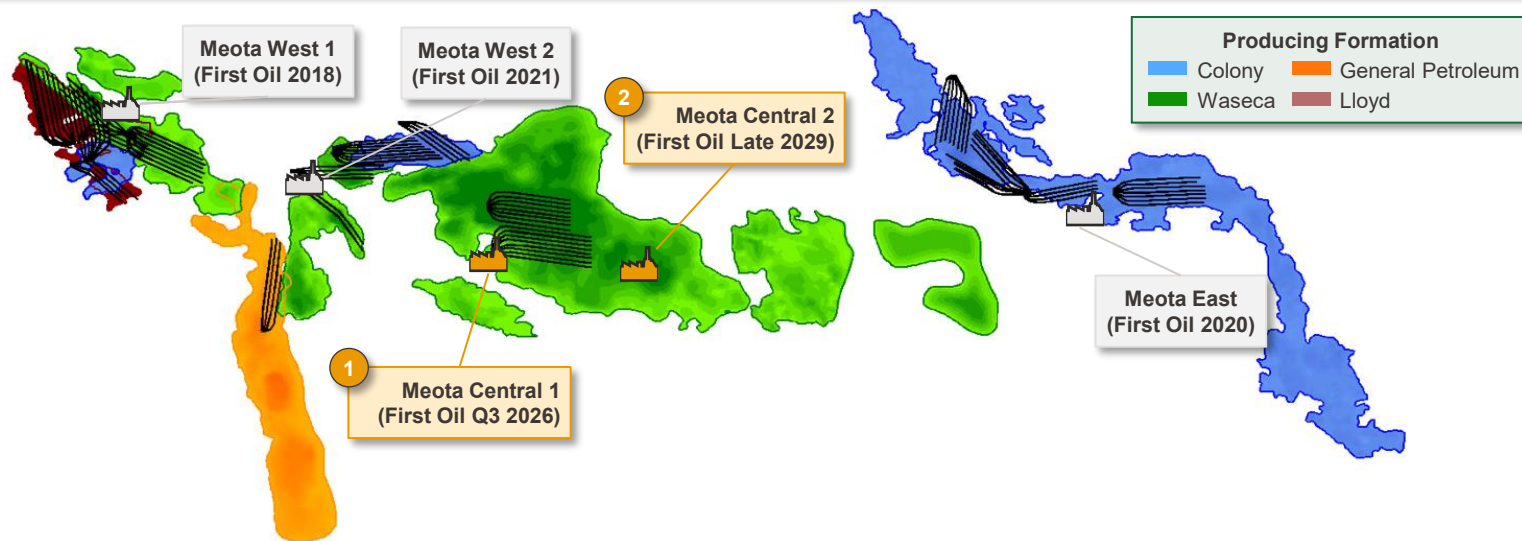 Meota West 1
(First Oil 2018)
Meota West 2
(First Oil 2021)
2
Meota Central 2
(First Oil Late 2029)
Producing Formation
Colony
General Petroleum
Waseca
Lloyd
Meota East
(First Oil 2020)
1
Meota Central 1
(First Oil Q3 2026)